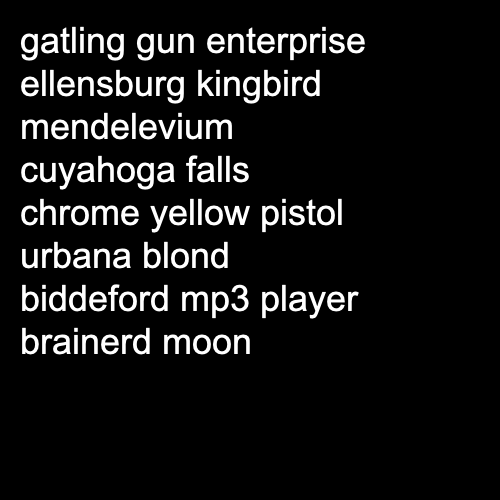 gatling gun enterprise
ellensburg kingbird
mendelevium
cuyahoga falls
chrome yellow pistol
urbana blond
biddeford mp3 player
brainerd moon